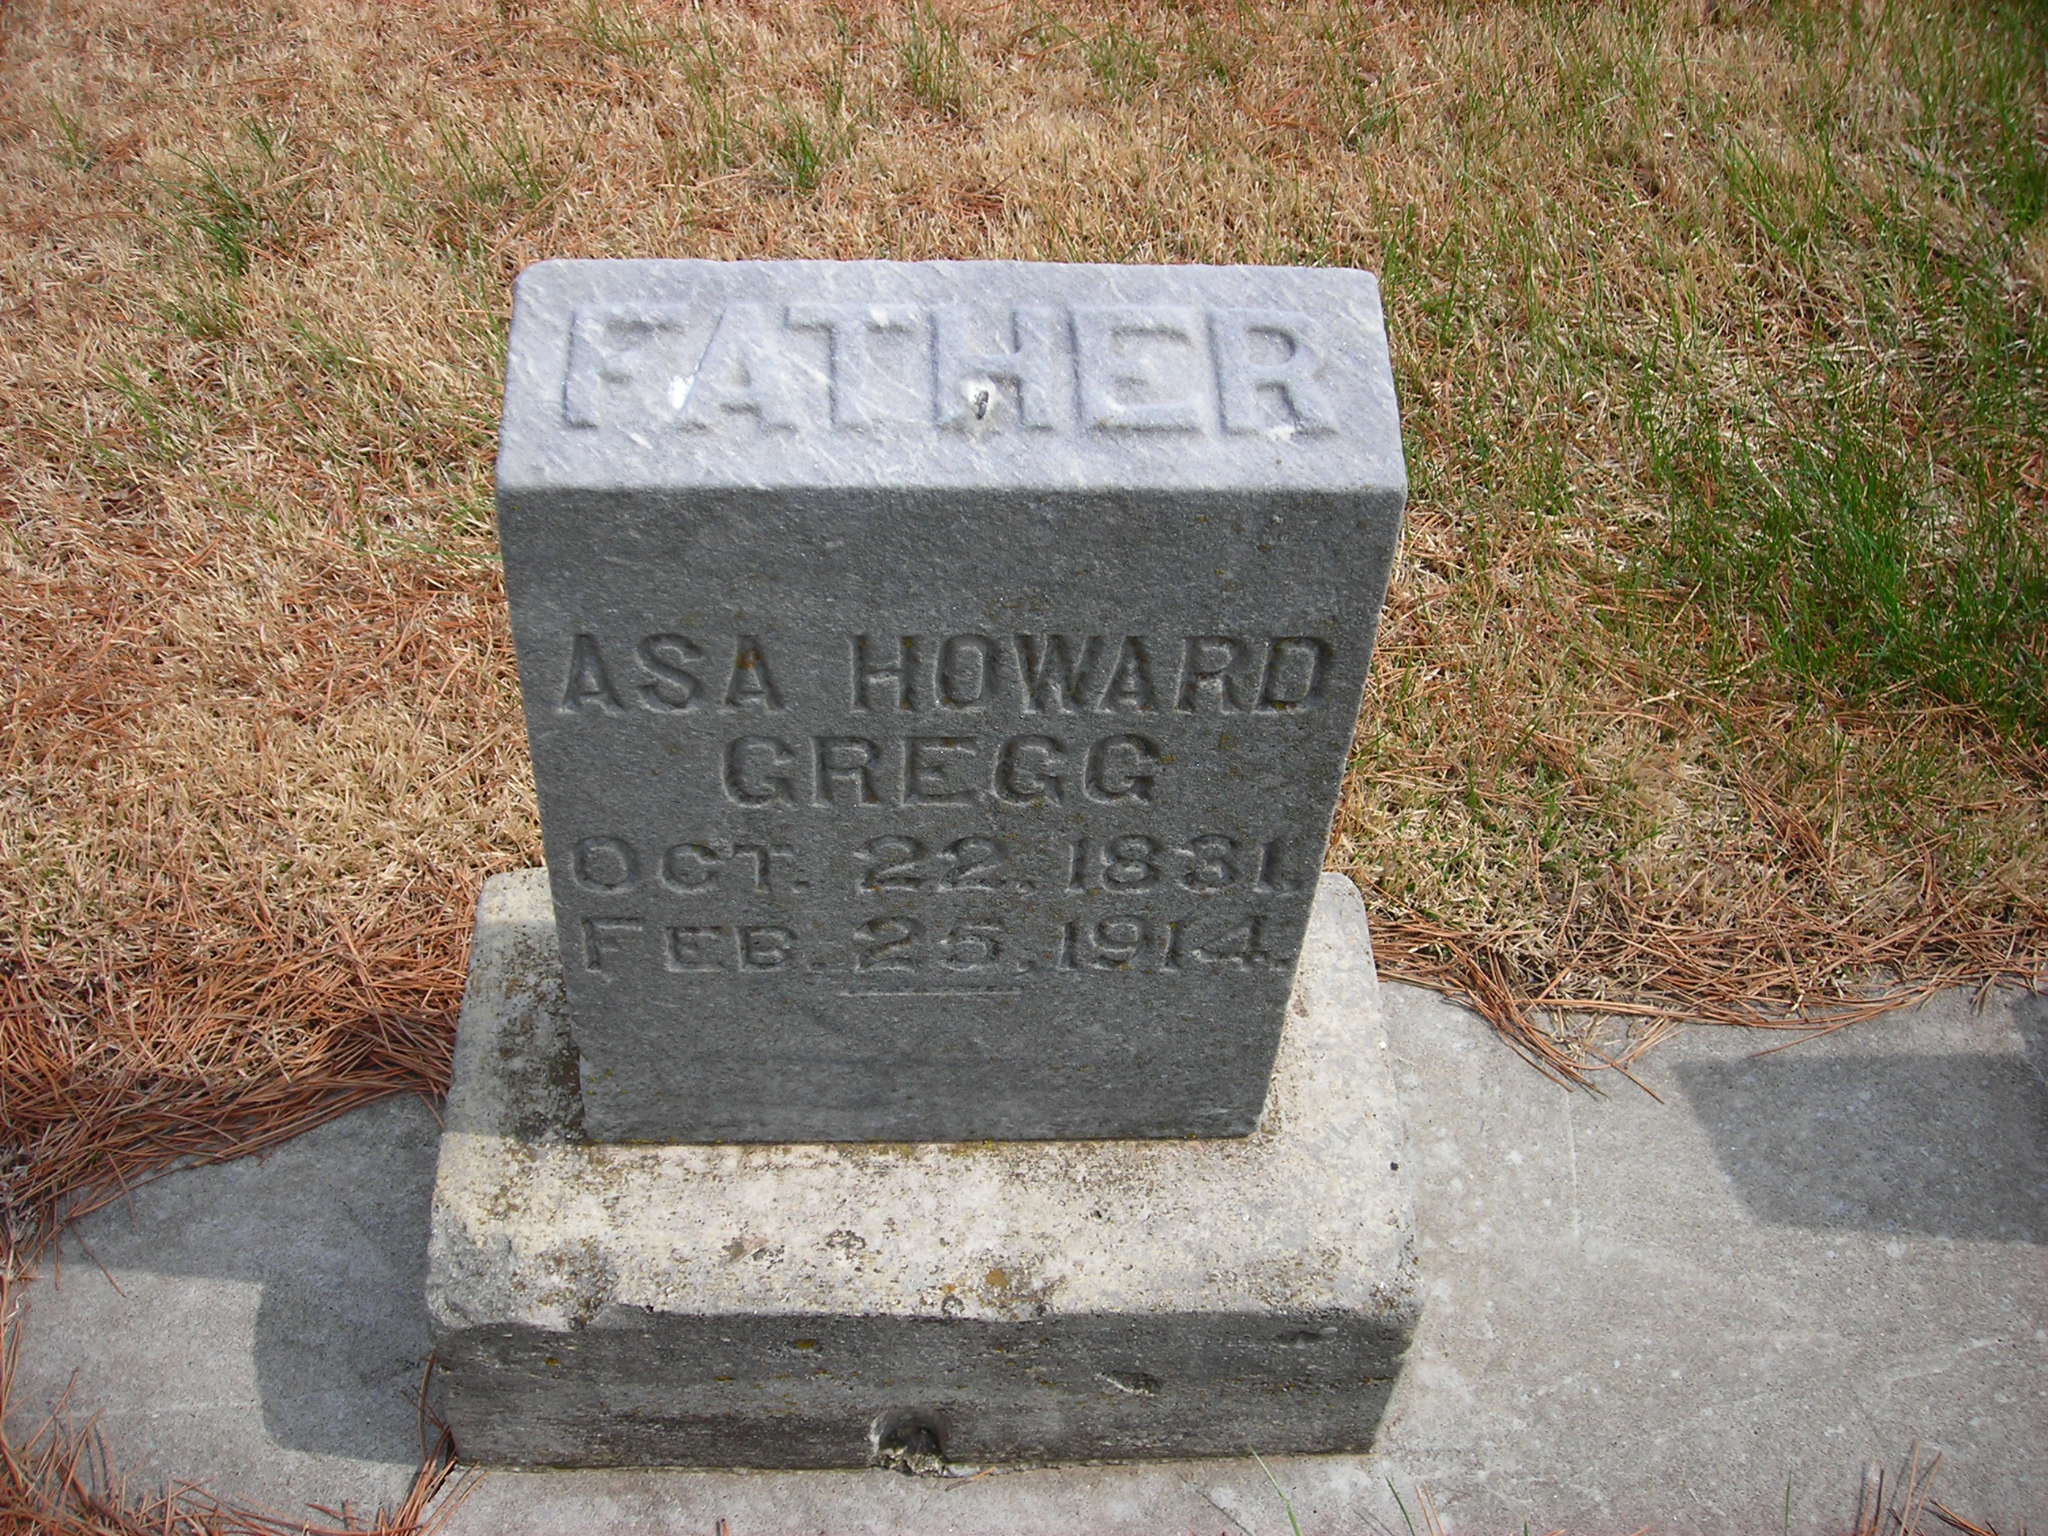 FATHER
ASA HOWARD
GREGG
OCT. 22, 1831.
FEB. 25, 1914.